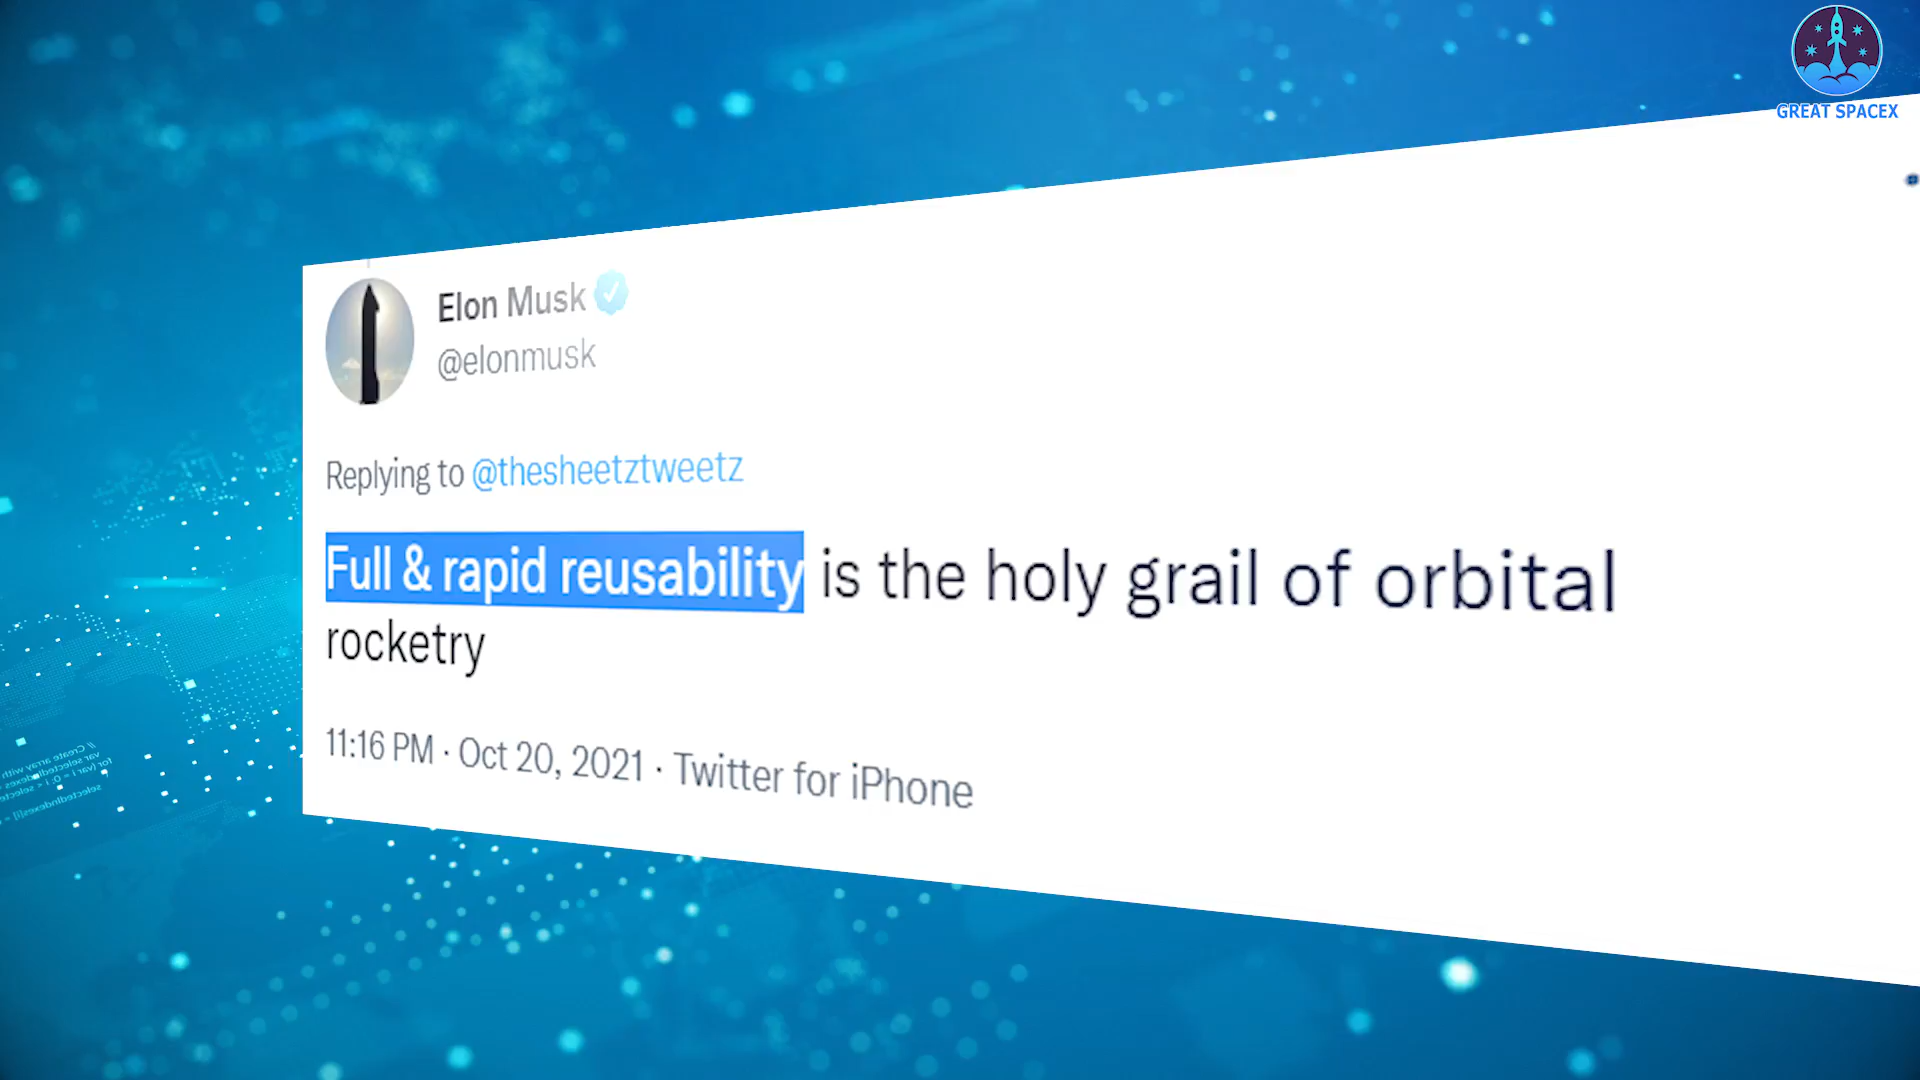 GREAT SPACEX
Elon Musk
@elonmusk
Replying to @thesheetztweetz
Full & rapid reusability is the holy grail of orbital
rocketry
11:16 PM · Oct 20, 2021 · Twitter for iPhone